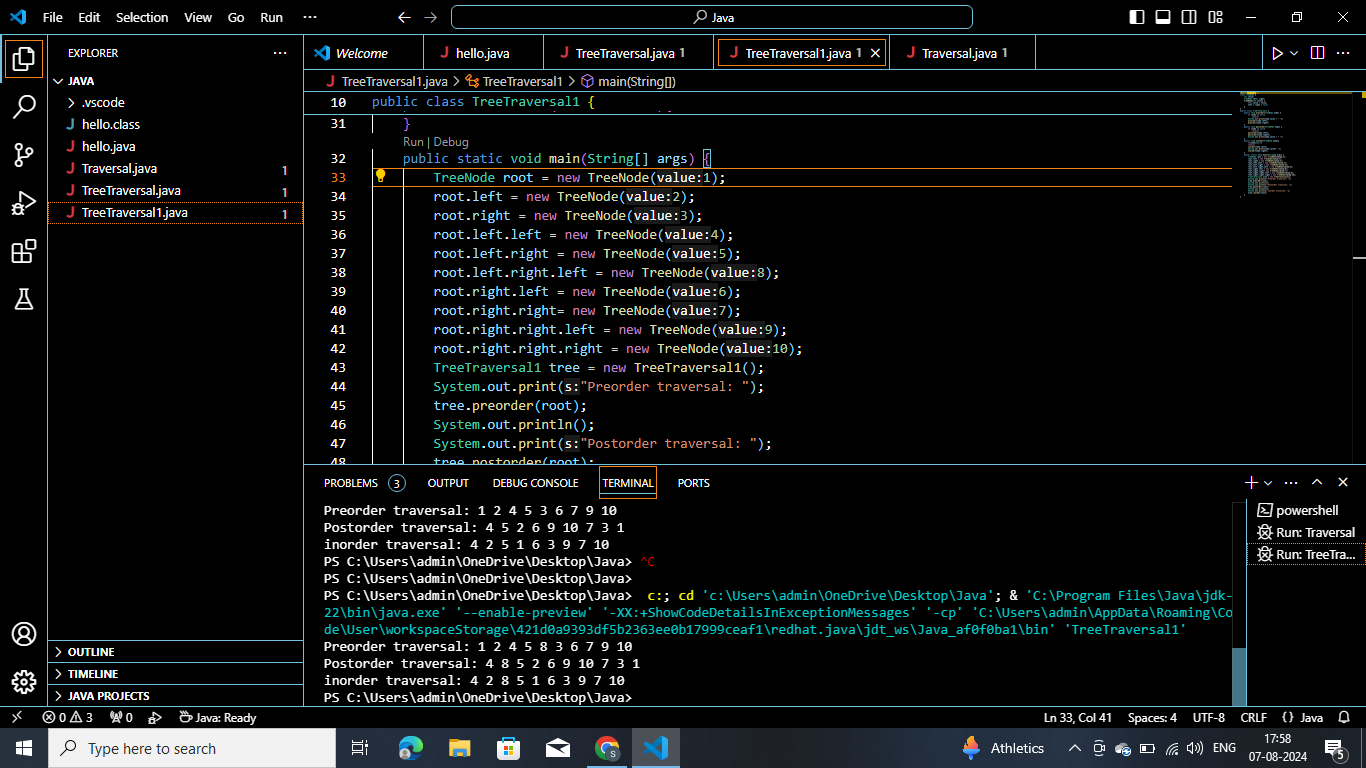 File Edit Selection View Go Run ···
Java
EXPLORER
JAVA
.vscode
hello.class
hello.java
Traversal.java 1
TreeTraversal.java 1
TreeTraversal1.java 1
OUTLINE
TIMELINE
JAVA PROJECTS
Welcome
hello.java
TreeTraversal.java 1
TreeTraversal1.java 1
Traversal.java 1
TreeTraversal1.java > TreeTraversal1 > main(String[])
10 public class TreeTraversal1 {
31 }
Run | Debug
32 public static void main(String[] args) {
33 TreeNode root = new TreeNode(value:1);
34 root.left = new TreeNode(value:2);
35 root.right = new TreeNode(value:3);
36 root.left.left = new TreeNode(value:4);
37 root.left.right = new TreeNode(value:5);
38 root.left.right.left = new TreeNode(value:8);
39 root.right.left = new TreeNode(value:6);
40 root.right.right= new TreeNode(value:7);
41 root.right.right.left = new TreeNode(value:9);
42 root.right.right.right = new TreeNode(value:10);
43 TreeTraversal1 tree = new TreeTraversal1();
44 System.out.print(s:"Preorder traversal: ");
45 tree.preorder(root);
46 System.out.println();
47 System.out.print(s:"Postorder traversal: ");
48 tree.postorder(root);
PROBLEMS 3 OUTPUT DEBUG CONSOLE TERMINAL PORTS
Preorder traversal: 1 2 4 5 3 6 7 9 10
Postorder traversal: 4 5 2 6 9 10 7 3 1
inorder traversal: 4 2 5 1 6 3 9 7 10
PS C:\Users\admin\OneDrive\Desktop\Java> ^C
PS C:\Users\admin\OneDrive\Desktop\Java>
PS C:\Users\admin\OneDrive\Desktop\Java> c:; cd 'c:\Users\admin\OneDrive\Desktop\Java'; & 'C:\Program Files\Java\jdk-
22\bin\java.exe' '--enable-preview' '-XX:+ShowCodeDetailsInExceptionMessages' '-cp' 'C:\Users\admin\AppData\Roaming\Co
de\User\workspaceStorage\421d0a9393df5b2363ee0b17999ceaf1\redhat.java\jdt_ws\Java_af0f0ba1\bin' 'TreeTraversal1'
Preorder traversal: 1 2 4 5 8 3 6 7 9 10
Postorder traversal: 4 8 5 2 6 9 10 7 3 1
inorder traversal: 4 2 8 5 1 6 3 9 7 10
PS C:\Users\admin\OneDrive\Desktop\Java>
powershell
Run: Traversal
Run: TreeTra...
0 3 0 Java: Ready
Ln 33, Col 41 Spaces: 4 UTF-8 CRLF {} Java
Type here to search
Athletics
ENG
17:58
07-08-2024
5